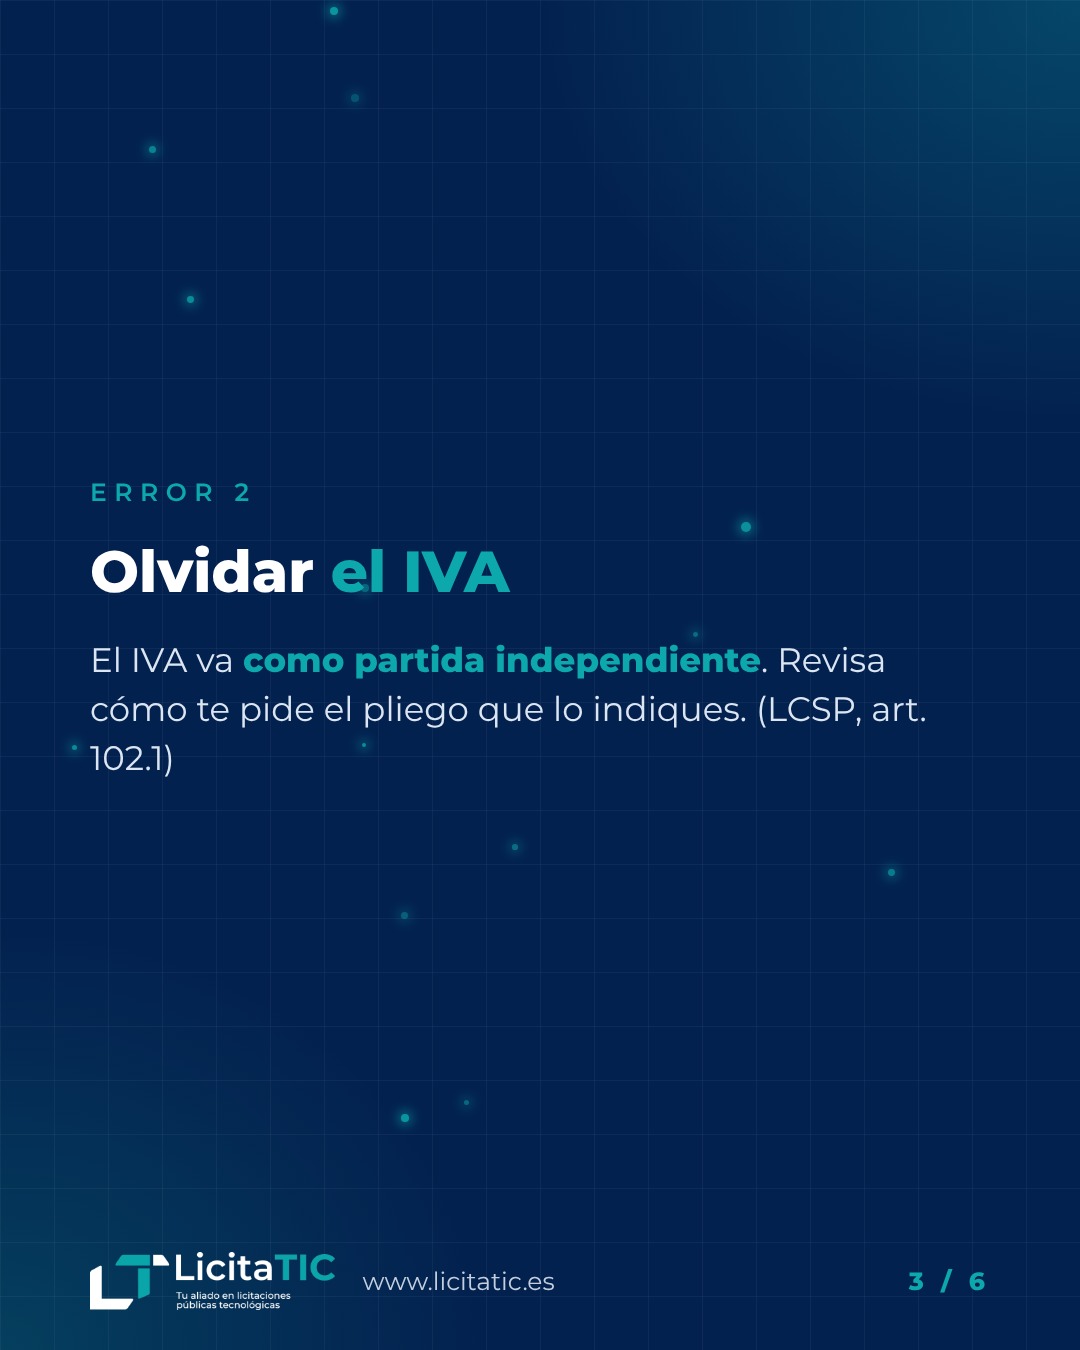 ERROR 2
Olvidar el IVA
El IVA va como partida independiente. Revisa
cómo te pide el pliego que lo indiques. (LCSP, art.
102.1)
LicitaTIC
Tu aliado en licitaciones
públicas tecnológicas
www.licitatic.es
3 / 6